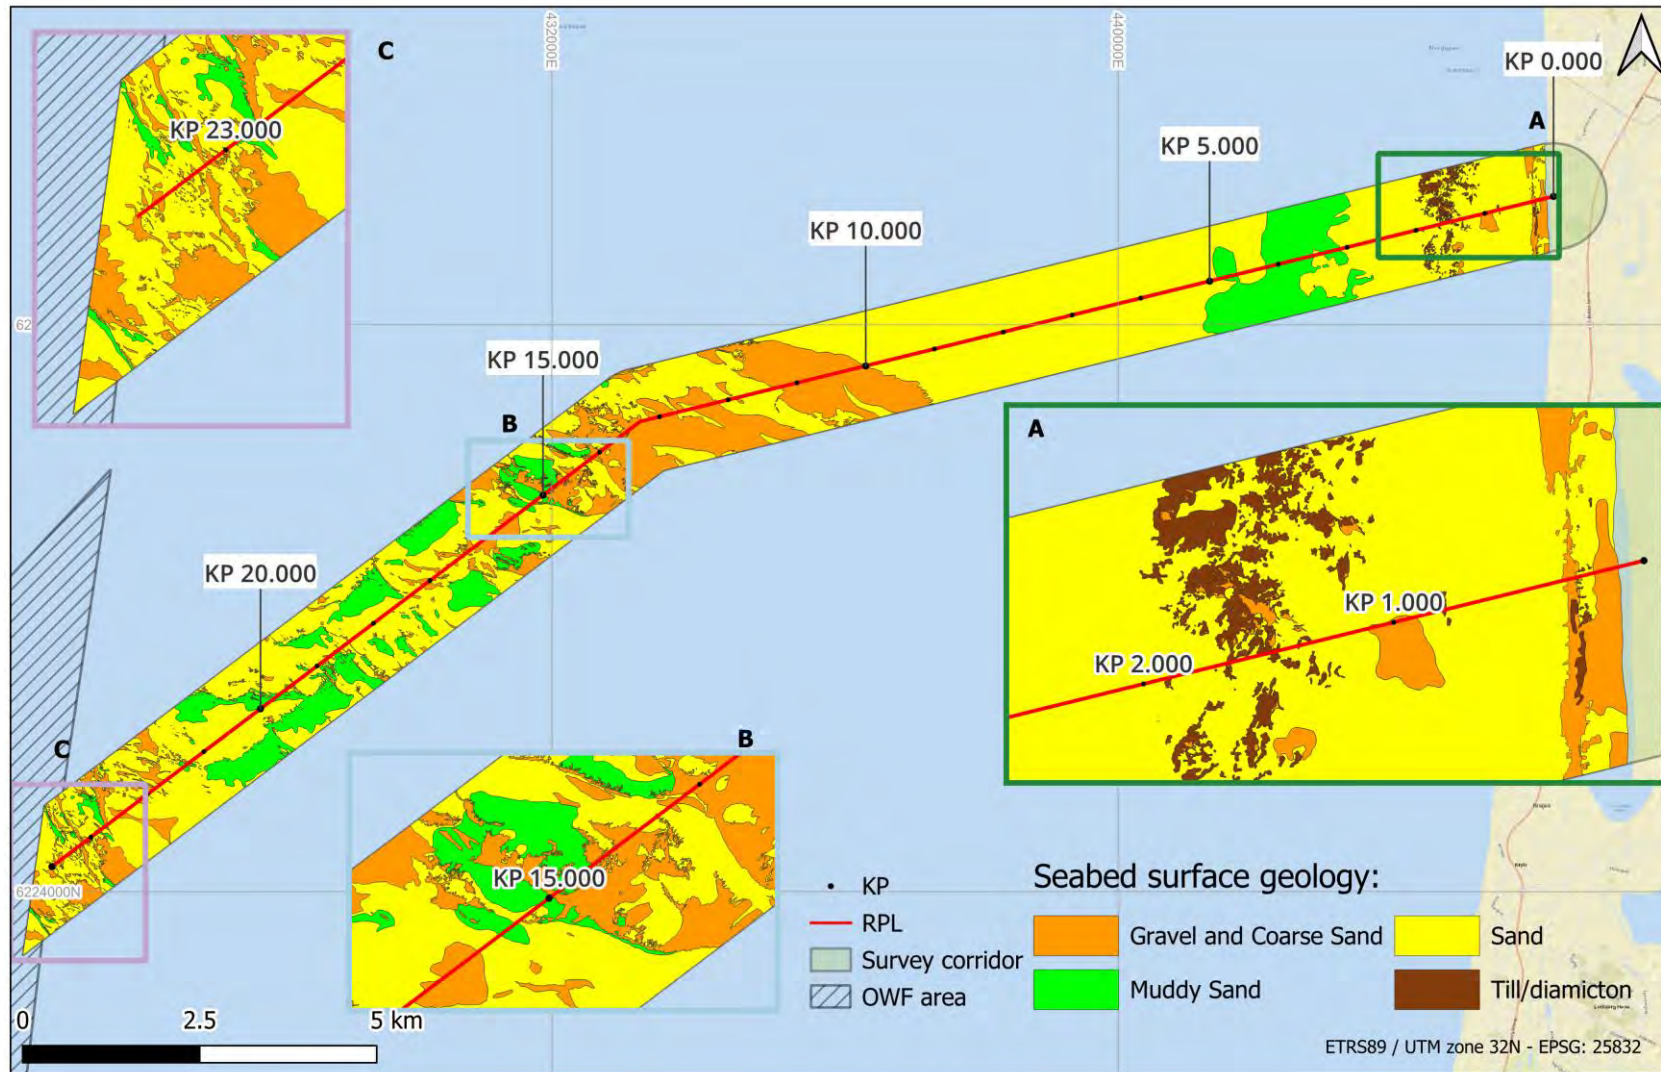 C
432000E
440000E
KP 0.000
A
KP 23.000
KP 5.000
KP 10.000
62
KP 15.000
B
A
KP 1.000
KP 2.000
KP 20.000
C
B
KP 15.000
6224000N
KP
RPL
Survey corridor
OWF area
Seabed surface geology:
Gravel and Coarse Sand
Sand
Muddy Sand
Till/diamicton
0
2.5
5 km
ETRS89 / UTM zone 32N - EPSG: 25832